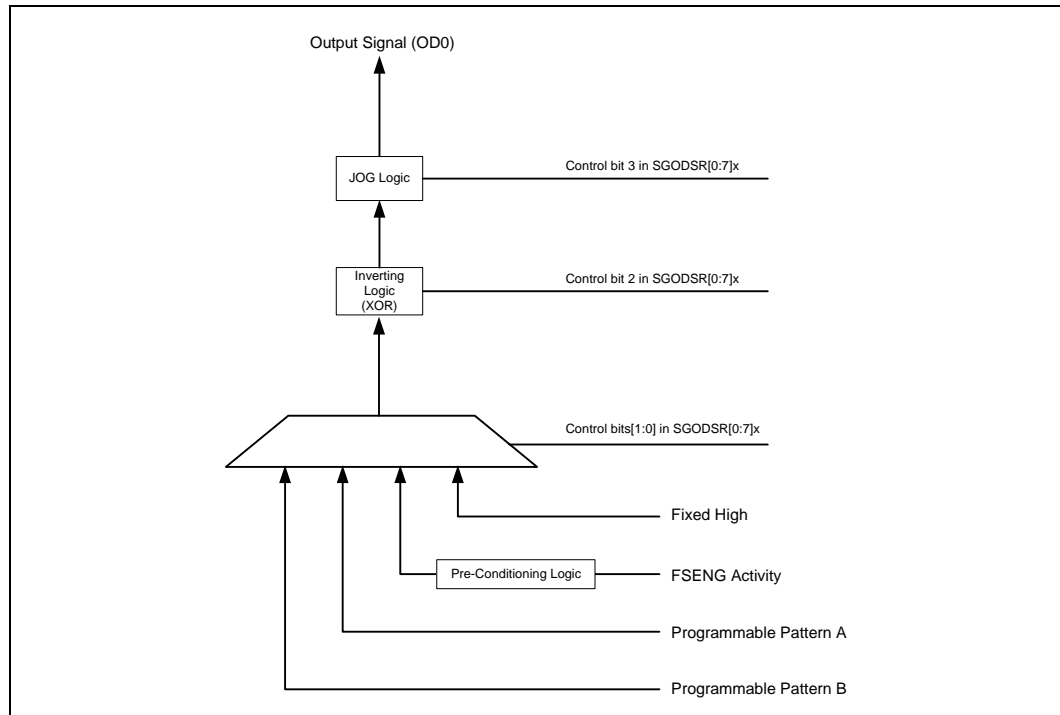 Output Signal (OD0)
JOG Logic
Control bit 3 in SGODSR[0:7]x
Inverting
Logic
(XOR)
Control bit 2 in SGODSR[0:7]x
Control bits[1:0] in SGODSR[0:7]x
Fixed High
Pre-Conditioning Logic
FSENG Activity
Programmable Pattern A
Programmable Pattern B